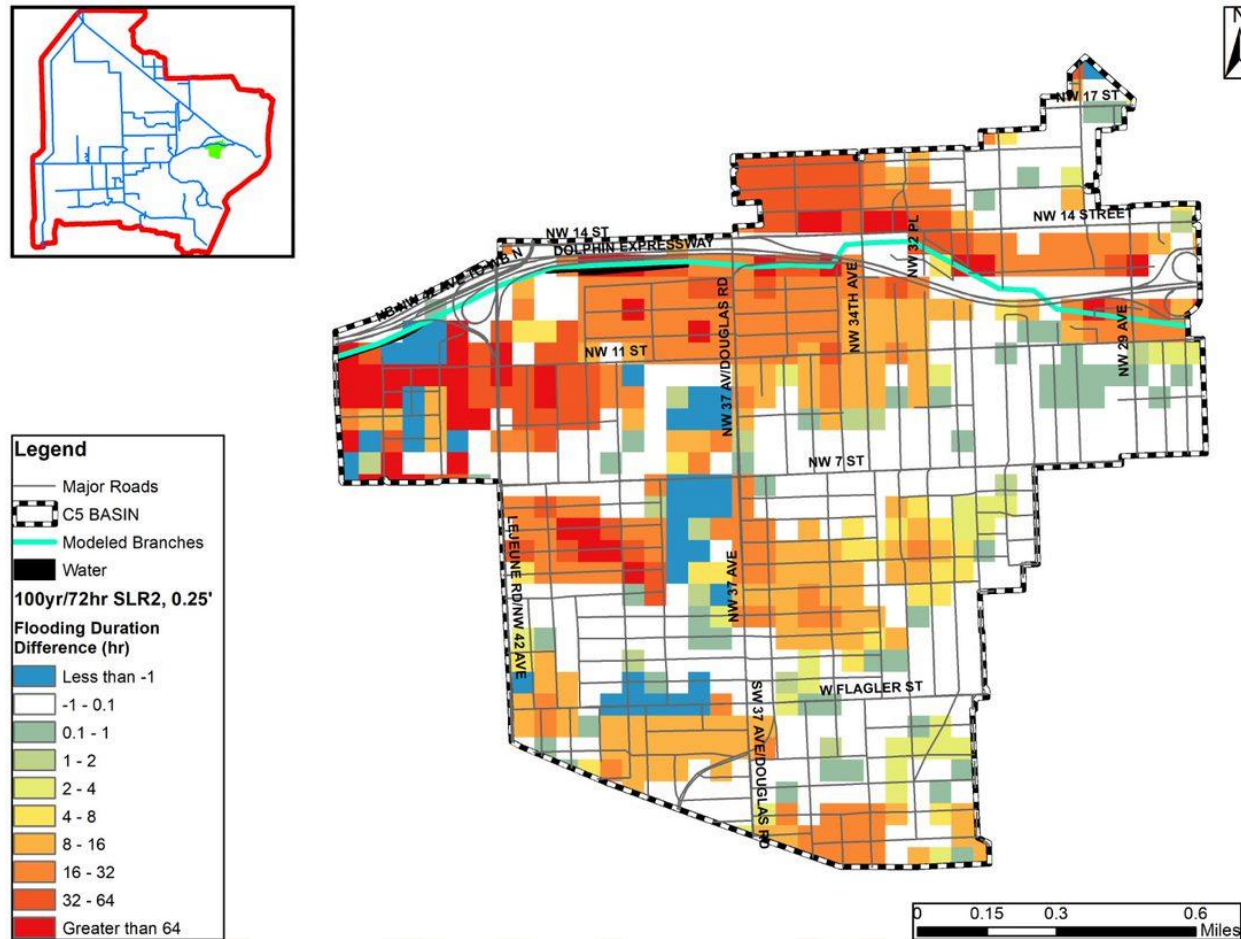 N
NW 17 ST
NW 14 STREET
NW 14 ST
DOLPHIN EXPRESSWAY
NW 32 PL
NW 34TH AVE
NW 37 AV/DOUGLAS RD
NW 11 ST
NW 29 AVE
NW 7 ST
LEJEUNE RD/NW 42 AVE
NW 37 AVE
W FLAGLER ST
SW 37 AVE/DOUGLAS RD
Legend
Major Roads
C5 BASIN
Modeled Branches
Water
100yr/72hr SLR2, 0.25'
Flooding Duration
Difference (hr)
Less than -1
-1 - 0.1
0.1 - 1
1 - 2
2 - 4
4 - 8
8 - 16
16 - 32
32 - 64
Greater than 64
0 0.15 0.3 0.6
Miles